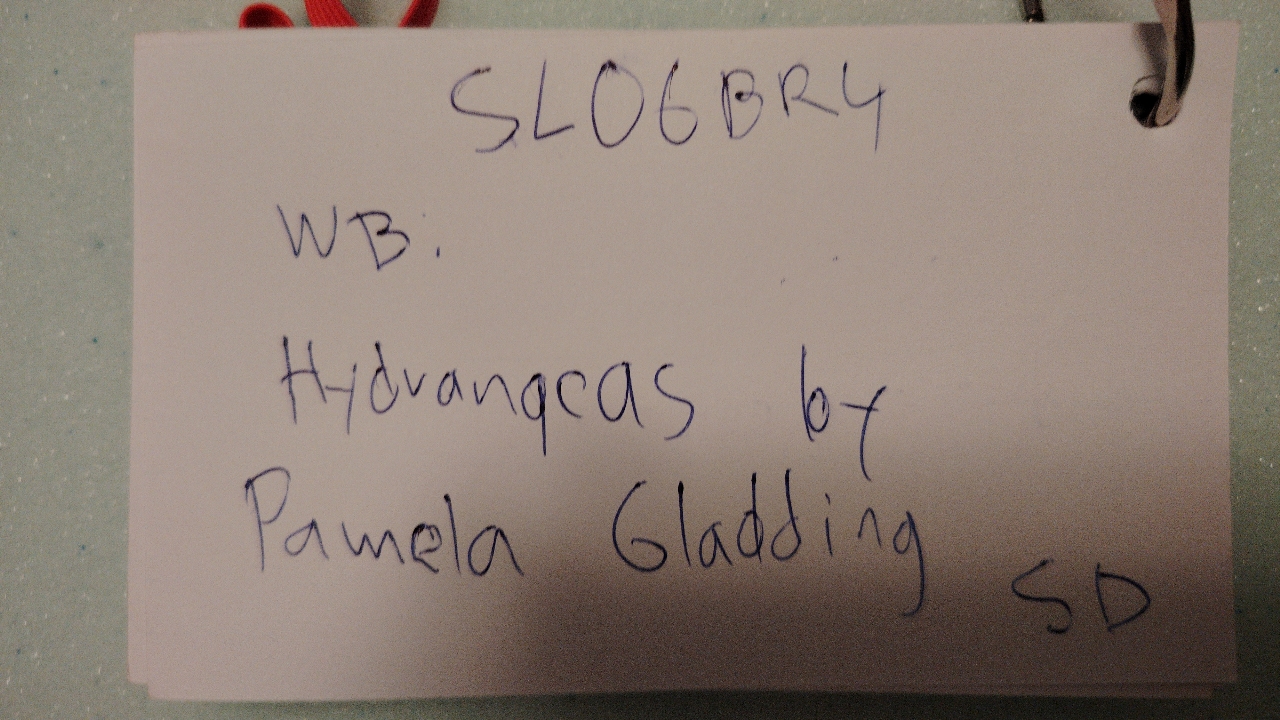 SL06BR4
WB.
Hydrangeas by
Pamela Gladding
SD